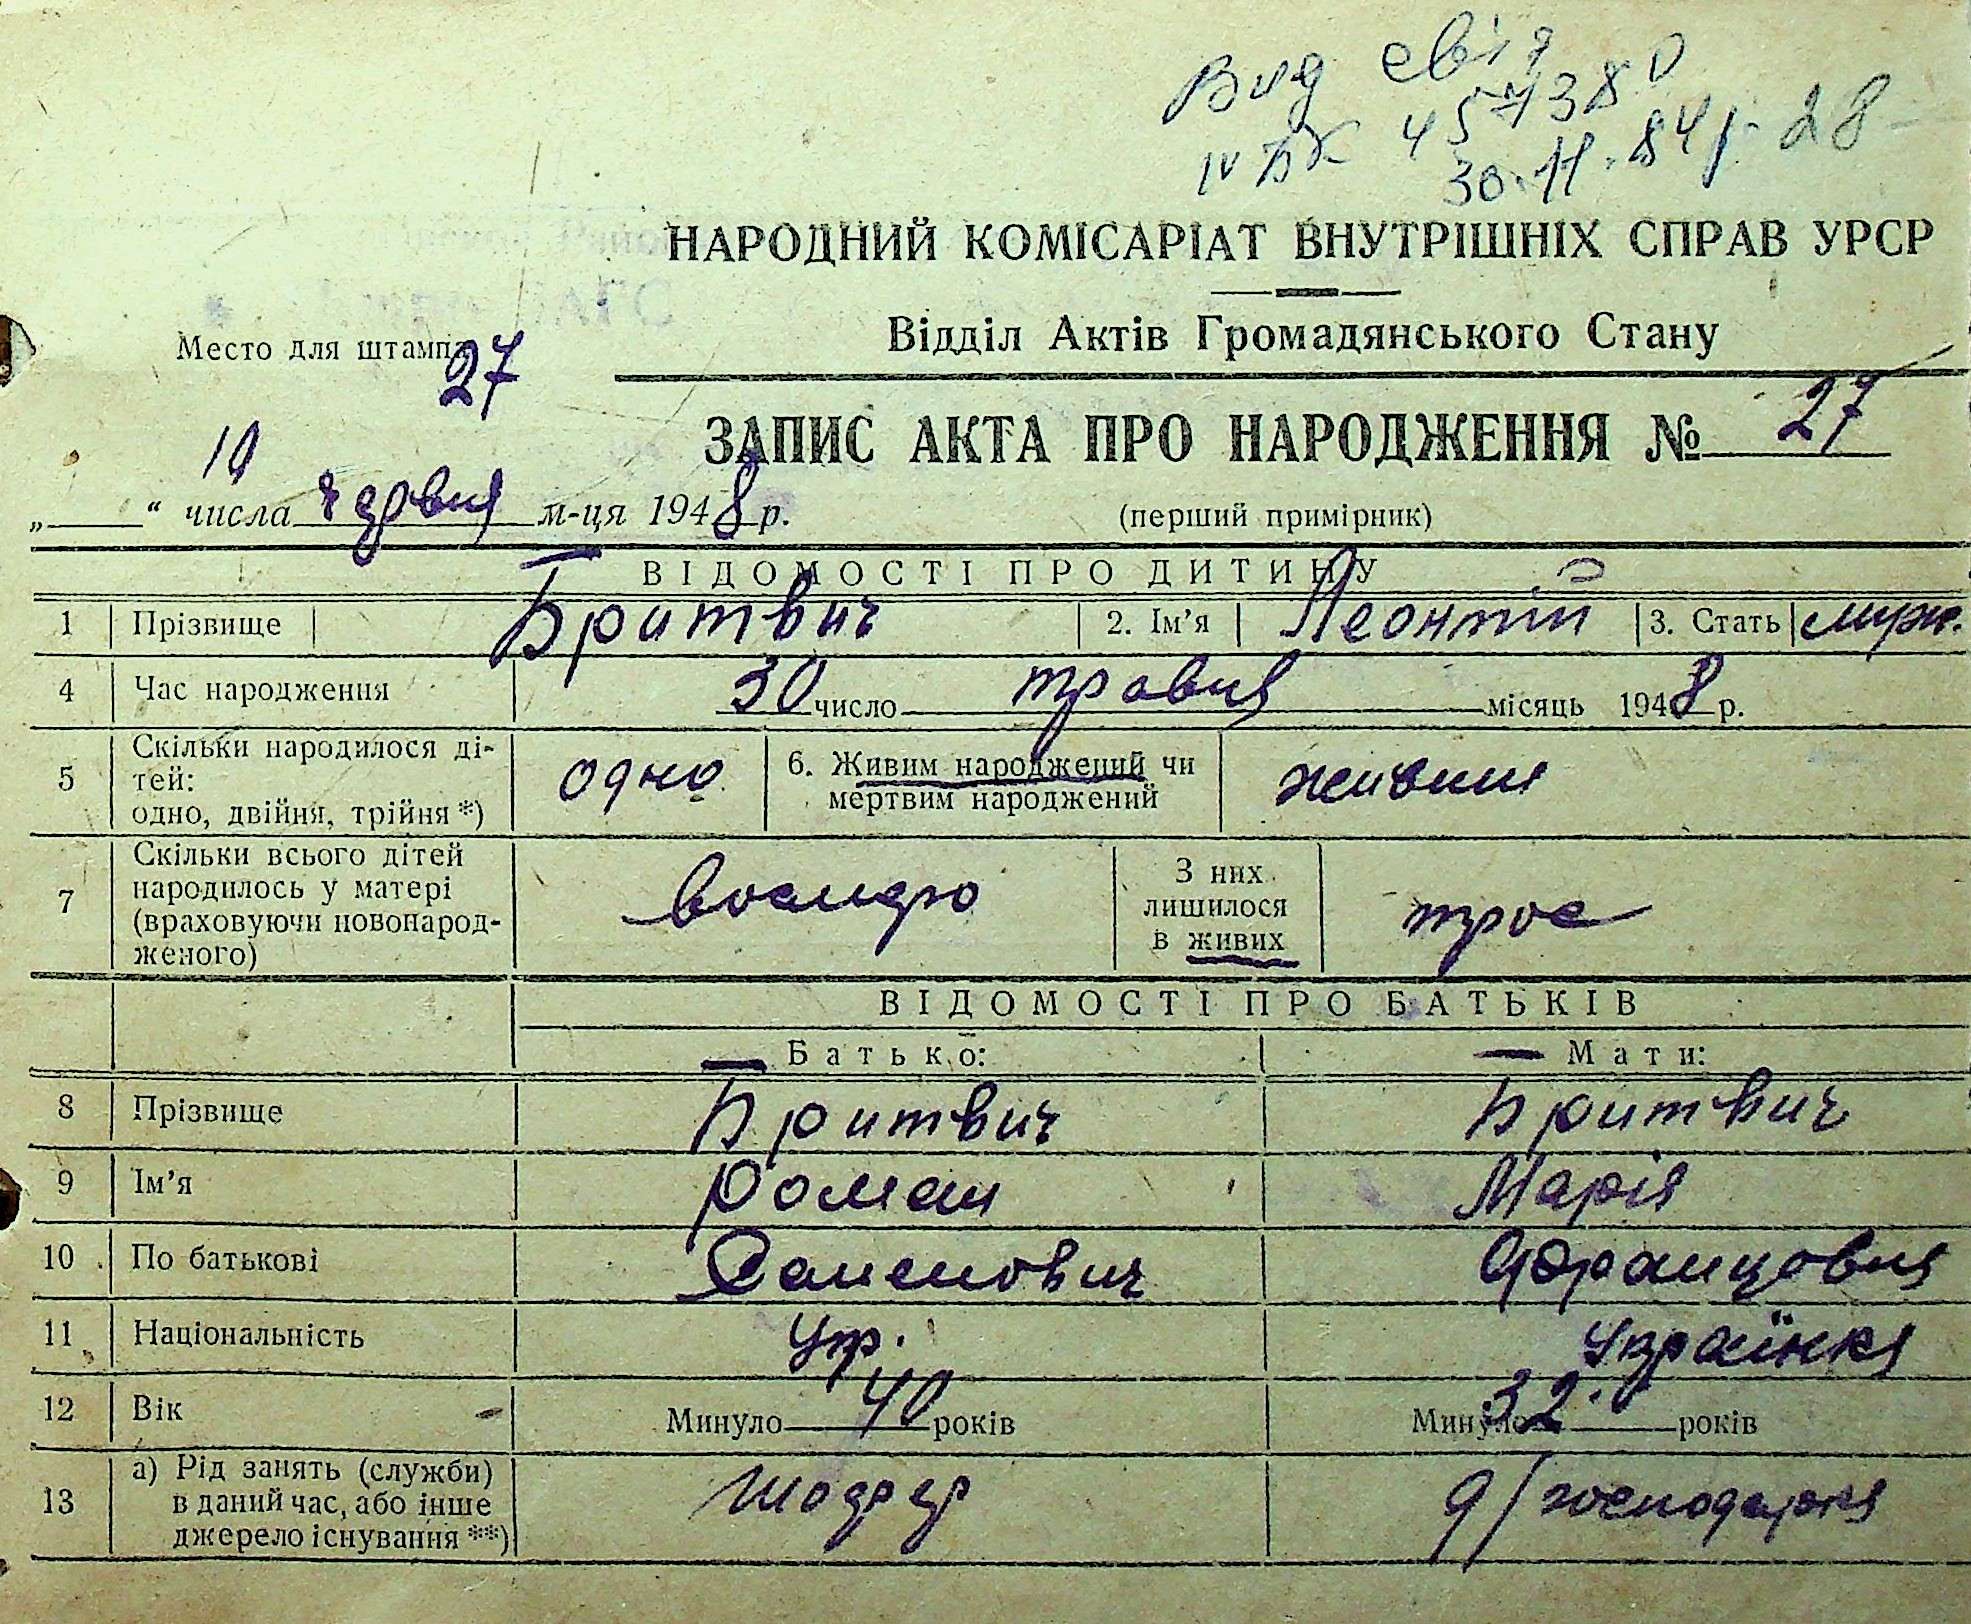 Вид свід
IV БК 457380
30.11.84р. 28
НАРОДНИЙ КОМІСАРІАТ ВНУТРІШНІХ СПРАВ УРСР
Відділ Актів Громадянського Стану
Место для штампа
27
ЗАПИС АКТА ПРО НАРОДЖЕННЯ № 27
10
„ “ числа м-ця 1948 р.
(перший примірник)
ВІДОМОСТІ ПРО ДИТИНУ
1 Прізвище Бритвич 2. Ім’я Леонтій 3. Стать муж.
4 Час народження 30 число травня місяць 1948 р.
5 Скільки народилося ді-
тей:
одно, двійня, трійня *) одно 6. Живим народжений чи
мертвим народжений живим
7 Скільки всього дітей
народилось у матері
(враховуючи новонарод-
женого) восмеро З них
лишилося
в живих троє
ВІДОМОСТІ ПРО БАТЬКІВ
Батько: Мати:
8 Прізвище Бритвич Бритвич
9 Ім’я Роман Марія
10 По батькові Семенович Францовна
11 Національність Укр. Українка
12 Вік Минуло 40 років Минуло 32 років
13 а) Рід занять (служби)
в даний час, або інше
джерело існування **) шофер д/господарка